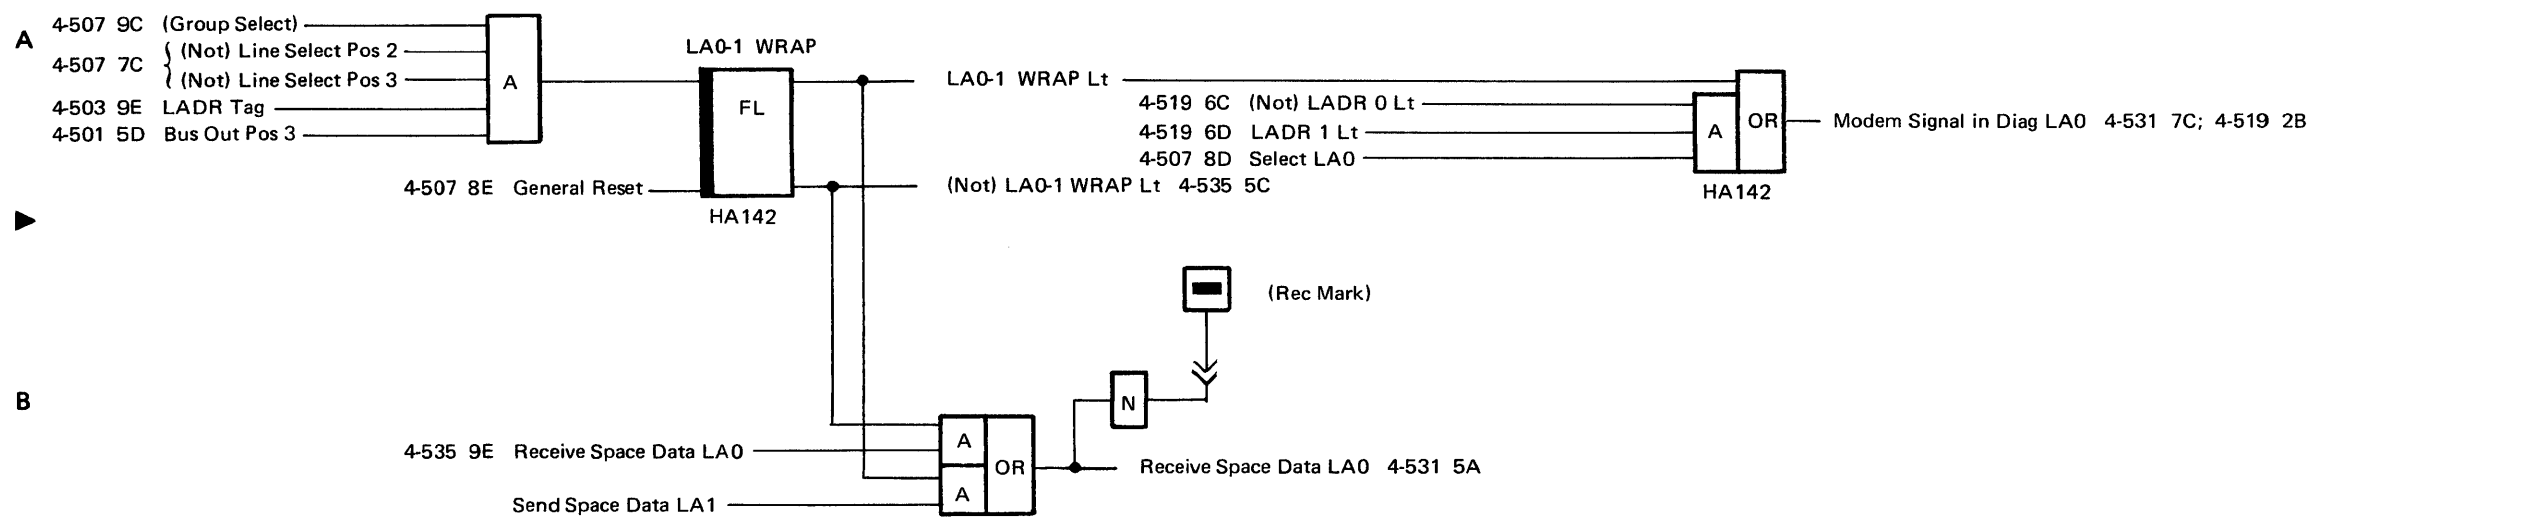 A
4-507 9C (Group Select)
(Not) Line Select Pos 2
4-507 7C
(Not) Line Select Pos 3
4-503 9E LADR Tag
4-501 5D Bus Out Pos 3
A
LA0-1 WRAP
FL
HA142
4-507 8E General Reset
LA0-1 WRAP Lt
(Not) LA0-1 WRAP Lt 4-535 5C
4-519 6C (Not) LADR 0 Lt
4-519 6D LADR 1 Lt
4-507 8D Select LA0
A
OR
HA142
Modem Signal in Diag LA0 4-531 7C; 4-519 2B
(Rec Mark)
B
N
4-535 9E Receive Space Data LA0
Send Space Data LA1
A
A
OR
Receive Space Data LA0 4-531 5A